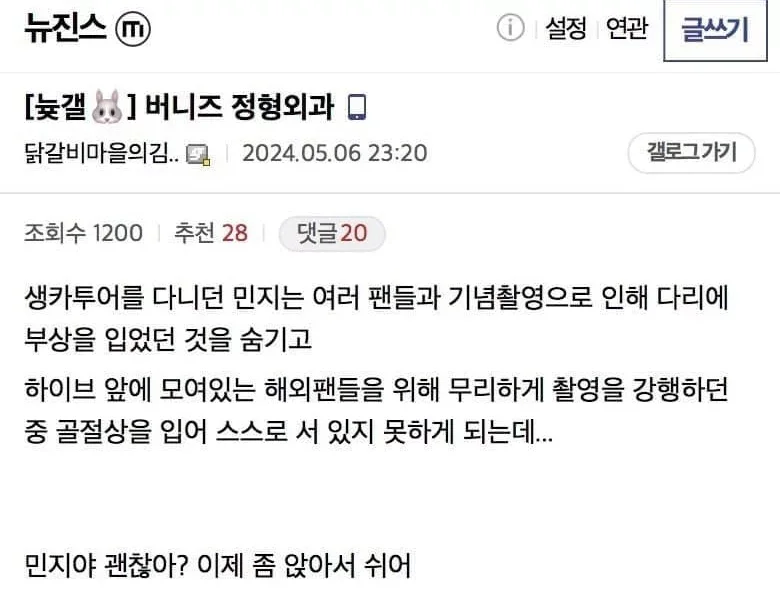 뉴진스 ⓜ
ⓘ 설정 연관 글쓰기
[늋갤🐰] 버니즈 정형외과
닭갈비마을의김.. 2024.05.06 23:20 갤로그 가기
조회수 1200 추천 28 댓글 20
생카투어를 다니던 민지는 여러 팬들과 기념촬영으로 인해 다리에
부상을 입었던 것을 숨기고
하이브 앞에 모여있는 해외팬들을 위해 무리하게 촬영을 강행하던
중 골절상을 입어 스스로 서 있지 못하게 되는데...
민지야 괜찮아? 이제 좀 앉아서 쉬어